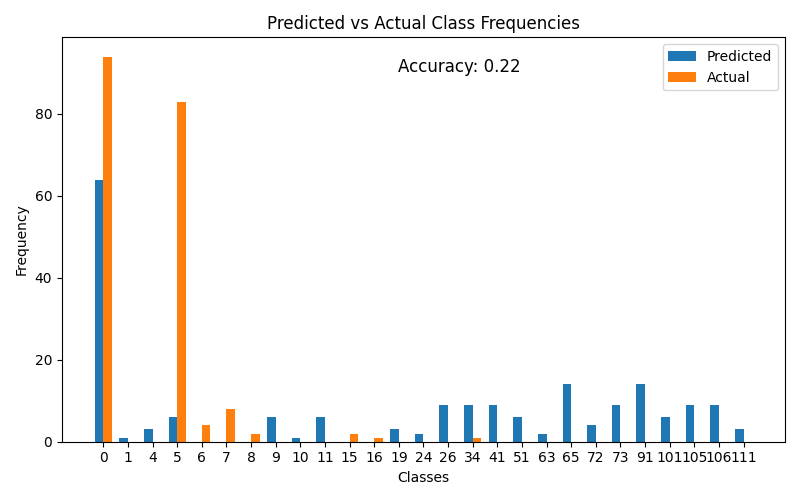 Predicted vs Actual Class Frequencies
Accuracy: 0.22
Predicted
Actual
Frequency
80
60
40
20
0
0 1 4 5 6 7 8 9 10 11 15 16 19 24 26 34 41 51 63 65 72 73 91 101 105 106 111
Classes